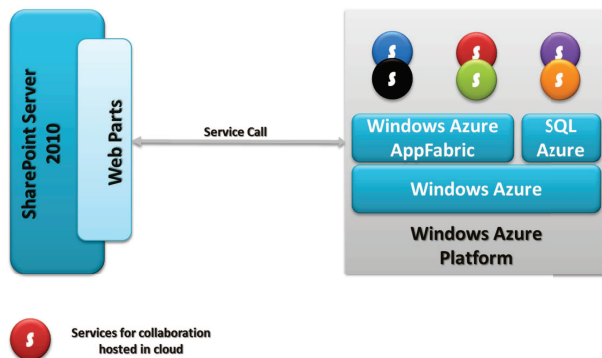 SharePoint Server
2010
Web Parts
Service Call
S
S
S
S
S
S
Windows Azure
AppFabric
SQL
Azure
Windows Azure
Windows Azure
Platform
S
Services for collaboration
hosted in cloud